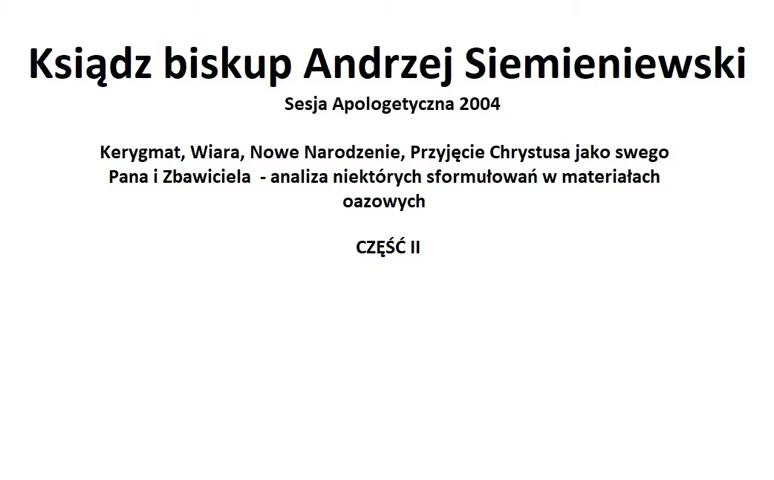 Ksiądz biskup Andrzej Siemieniewski
Sesja Apologetyczna 2004
Kerygmat, Wiara, Nowe Narodzenie, Przyjęcie Chrystusa jako swego
Pana i Zbawiciela - analiza niektórych sformułowań w materiałach
oazowych
CZĘŚĆ II